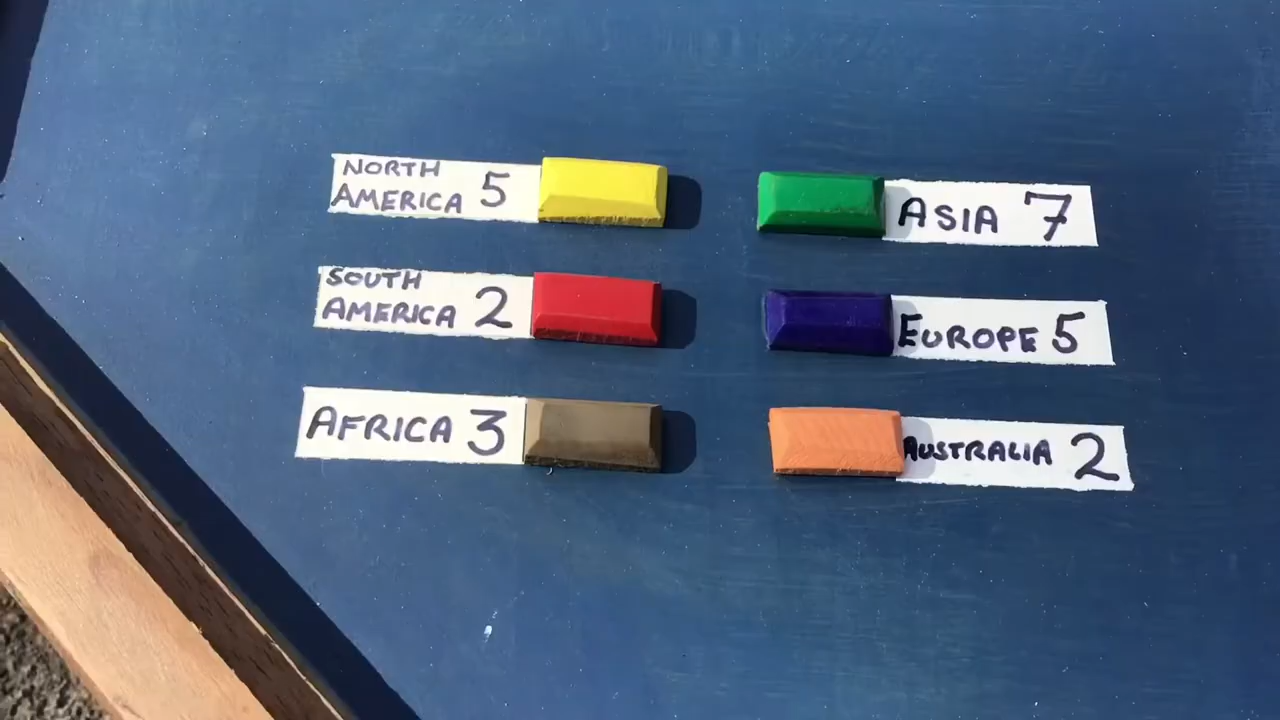 NORTH
AMERICA 5
ASIA 7
SOUTH
AMERICA 2
EUROPE 5
AFRICA 3
AUSTRALIA 2